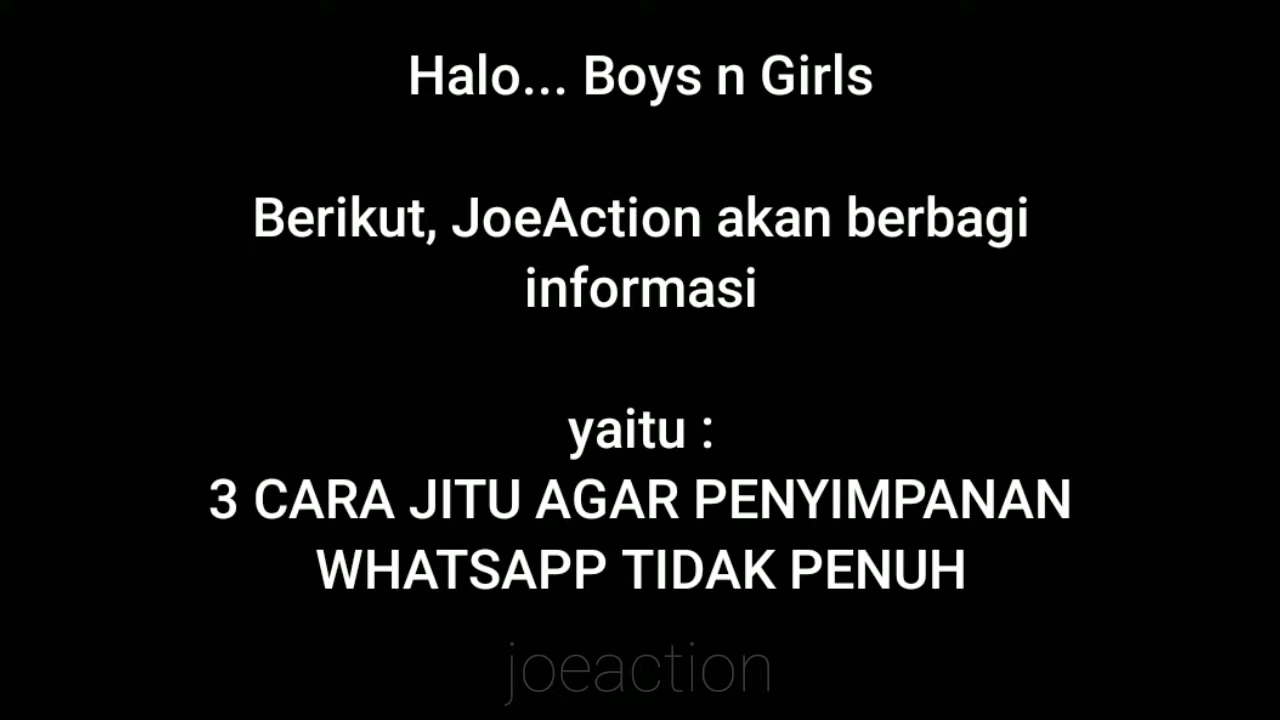 Halo... Boys n Girls
Berikut, JoeAction akan berbagi
informasi
yaitu :
3 CARA JITU AGAR PENYIMPANAN
WHATSAPP TIDAK PENUH
joeaction